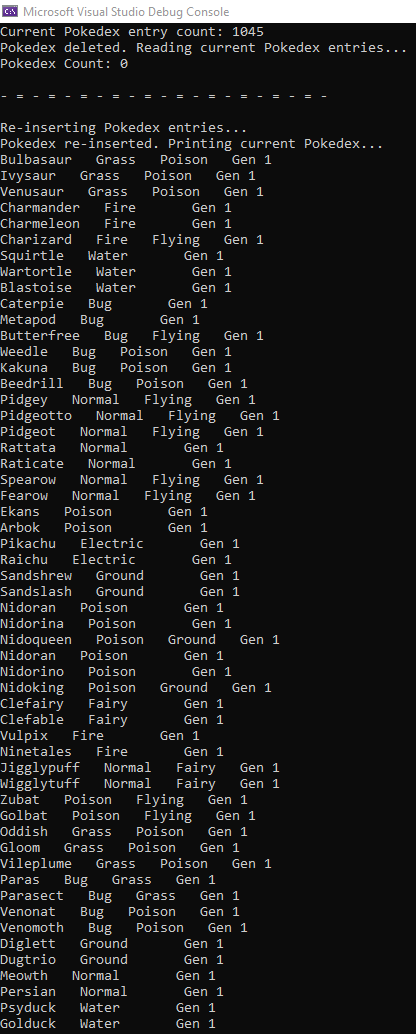 Microsoft Visual Studio Debug Console
Current Pokedex entry count: 1045
Pokedex deleted. Reading current Pokedex entries...
Pokedex Count: 0
- = - = - = - = - = - = - = - = - = - = -
Re-inserting Pokedex entries...
Pokedex re-inserted. Printing current Pokedex...
Bulbasaur   Grass   Poison   Gen 1
Ivysaur   Grass   Poison   Gen 1
Venusaur   Grass   Poison   Gen 1
Charmander   Fire       Gen 1
Charmeleon   Fire       Gen 1
Charizard   Fire   Flying   Gen 1
Squirtle   Water       Gen 1
Wartortle   Water       Gen 1
Blastoise   Water       Gen 1
Caterpie   Bug       Gen 1
Metapod   Bug       Gen 1
Butterfree   Bug   Flying   Gen 1
Weedle   Bug   Poison   Gen 1
Kakuna   Bug   Poison   Gen 1
Beedrill   Bug   Poison   Gen 1
Pidgey   Normal   Flying   Gen 1
Pidgeotto   Normal   Flying   Gen 1
Pidgeot   Normal   Flying   Gen 1
Rattata   Normal       Gen 1
Raticate   Normal       Gen 1
Spearow   Normal   Flying   Gen 1
Fearow   Normal   Flying   Gen 1
Ekans   Poison       Gen 1
Arbok   Poison       Gen 1
Pikachu   Electric       Gen 1
Raichu   Electric       Gen 1
Sandshrew   Ground       Gen 1
Sandslash   Ground       Gen 1
Nidoran   Poison       Gen 1
Nidorina   Poison       Gen 1
Nidoqueen   Poison   Ground   Gen 1
Nidoran   Poison       Gen 1
Nidorino   Poison       Gen 1
Nidoking   Poison   Ground   Gen 1
Clefairy   Fairy       Gen 1
Clefable   Fairy       Gen 1
Vulpix   Fire       Gen 1
Ninetales   Fire       Gen 1
Jigglypuff   Normal   Fairy   Gen 1
Wigglytuff   Normal   Fairy   Gen 1
Zubat   Poison   Flying   Gen 1
Golbat   Poison   Flying   Gen 1
Oddish   Grass   Poison   Gen 1
Gloom   Grass   Poison   Gen 1
Vileplume   Grass   Poison   Gen 1
Paras   Bug   Grass   Gen 1
Parasect   Bug   Grass   Gen 1
Venonat   Bug   Poison   Gen 1
Venomoth   Bug   Poison   Gen 1
Diglett   Ground       Gen 1
Dugtrio   Ground       Gen 1
Meowth   Normal       Gen 1
Persian   Normal       Gen 1
Psyduck   Water       Gen 1
Golduck   Water       Gen 1